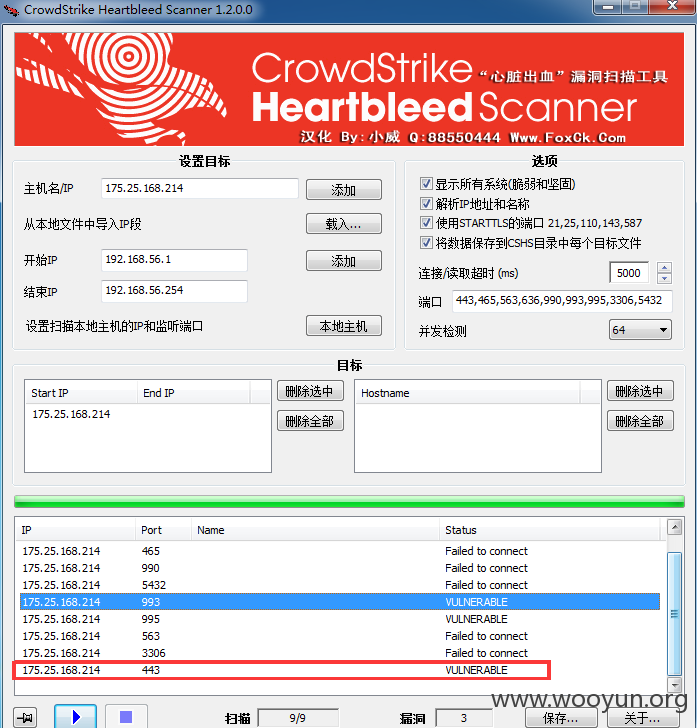 CrowdStrike Heartbleed Scanner 1.2.0.0
CrowdStrike “心脏出血”漏洞扫描工具
Heartbleed Scanner
汉化 By:小威 Q:88550444 Www.FoxCk.Com
设置目标
主机名/IP 175.25.168.214 添加
从本地文件中导入IP段 载入...
开始IP 192.168.56.1 添加
结束IP 192.168.56.254
设置扫描本地主机的IP和监听端口 本地主机
选项
显示所有系统(脆弱和坚固)
解析IP地址和名称
使用STARTTLS的端口 21,25,110,143,587
将数据保存到CSHS目录中每个目标文件
连接/读取超时 (ms) 5000
端口 443,465,563,636,990,993,995,3306,5432
并发检测 64
目标
Start IP End IP 删除选中 Hostname 删除选中
175.25.168.214 删除全部 删除全部
IP Port Name Status
175.25.168.214 465 Failed to connect
175.25.168.214 990 Failed to connect
175.25.168.214 5432 Failed to connect
175.25.168.214 993 VULNERABLE
175.25.168.214 995 VULNERABLE
175.25.168.214 563 Failed to connect
175.25.168.214 3306 Failed to connect
175.25.168.214 443 VULNERABLE
www.wooyun.org
扫描 9/9 漏洞 3 保存... 关于...